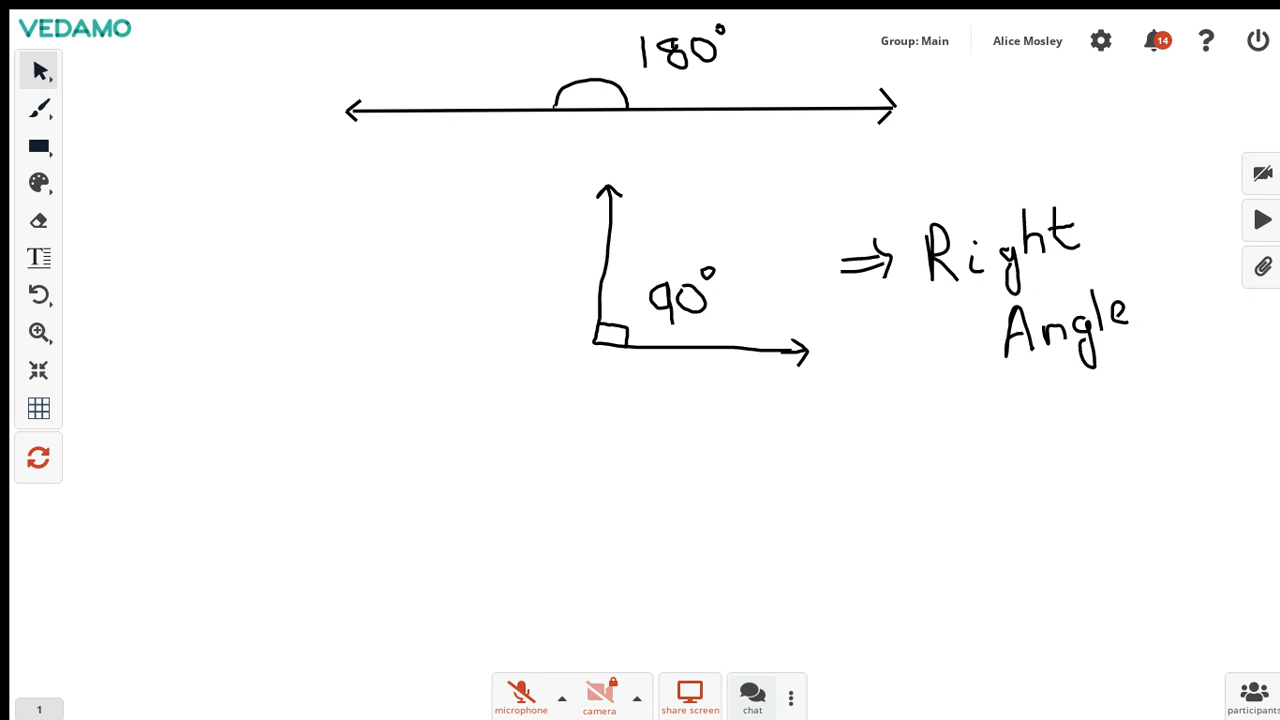 VEDAMO
Group: Main
Alice Mosley
14
180°
90°
⇒ Right
Angle
1
microphone
camera
share screen
chat
participants